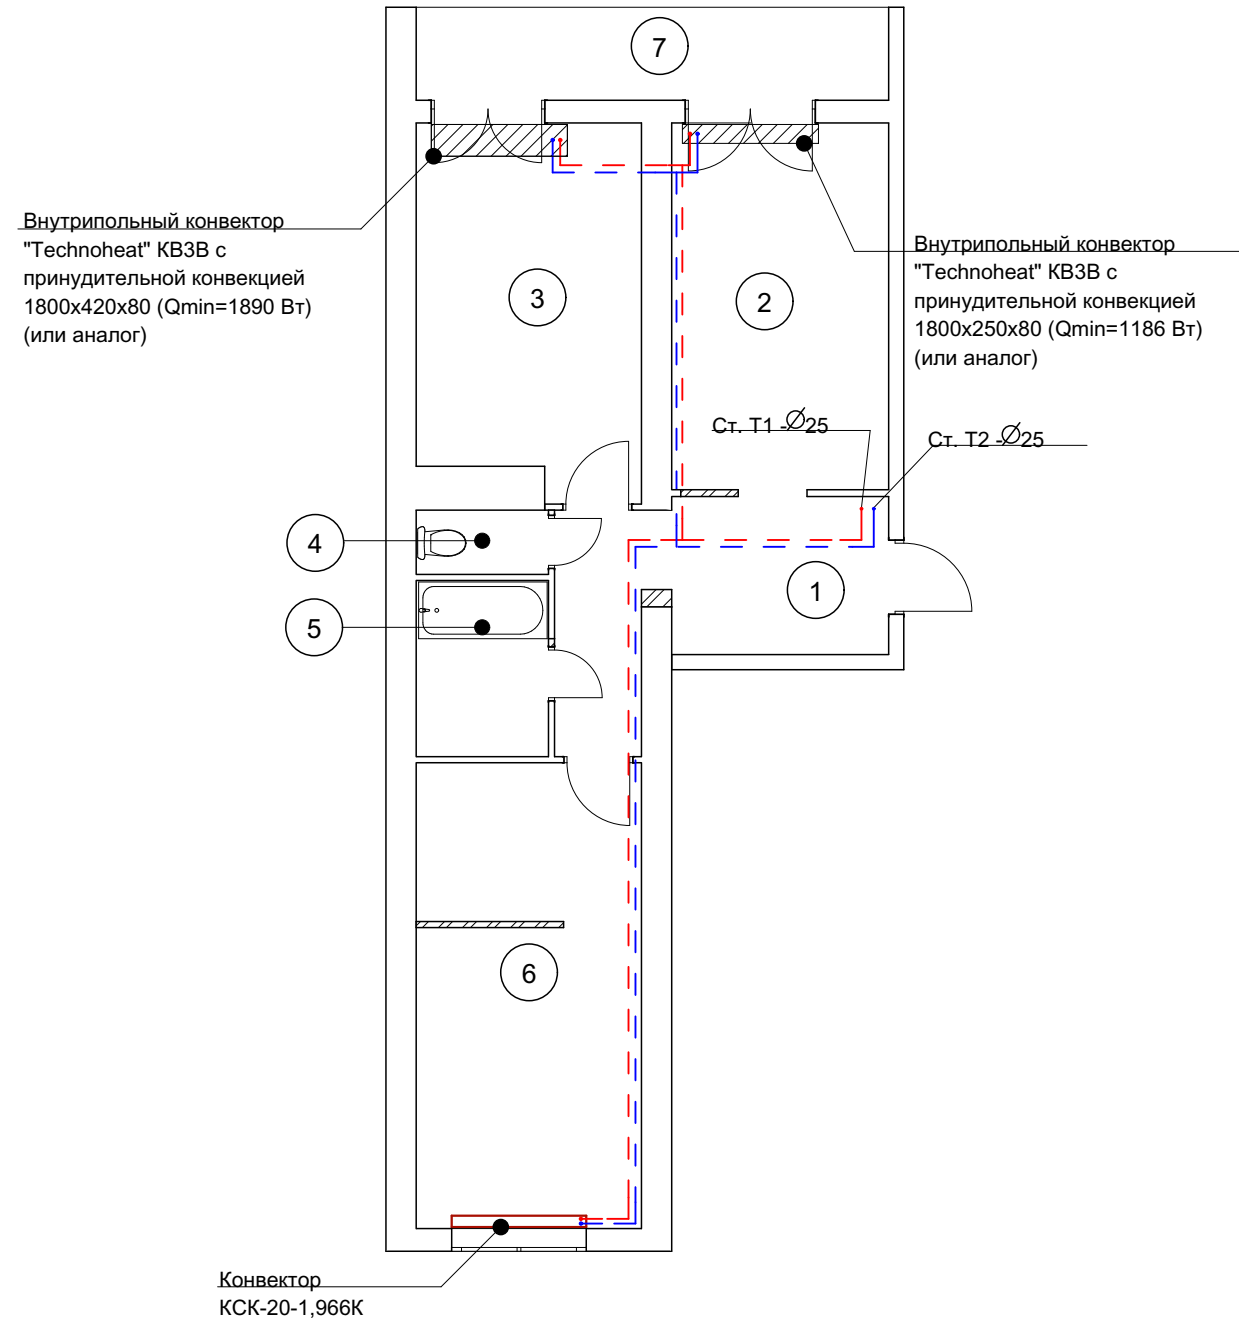 7
Внутрипольный конвектор
"Technoheat" КВЗВ с
принудительной конвекцией
1800x420x80 (Qmin=1890 Вт)
(или аналог)
Внутрипольный конвектор
"Technoheat" КВЗВ с
принудительной конвекцией
1800x250x80 (Qmin=1186 Вт)
(или аналог)
3
2
Ст. Т1 -∅25
Ст. Т2 -∅25
4
1
5
6
Конвектор
КСК-20-1,966К